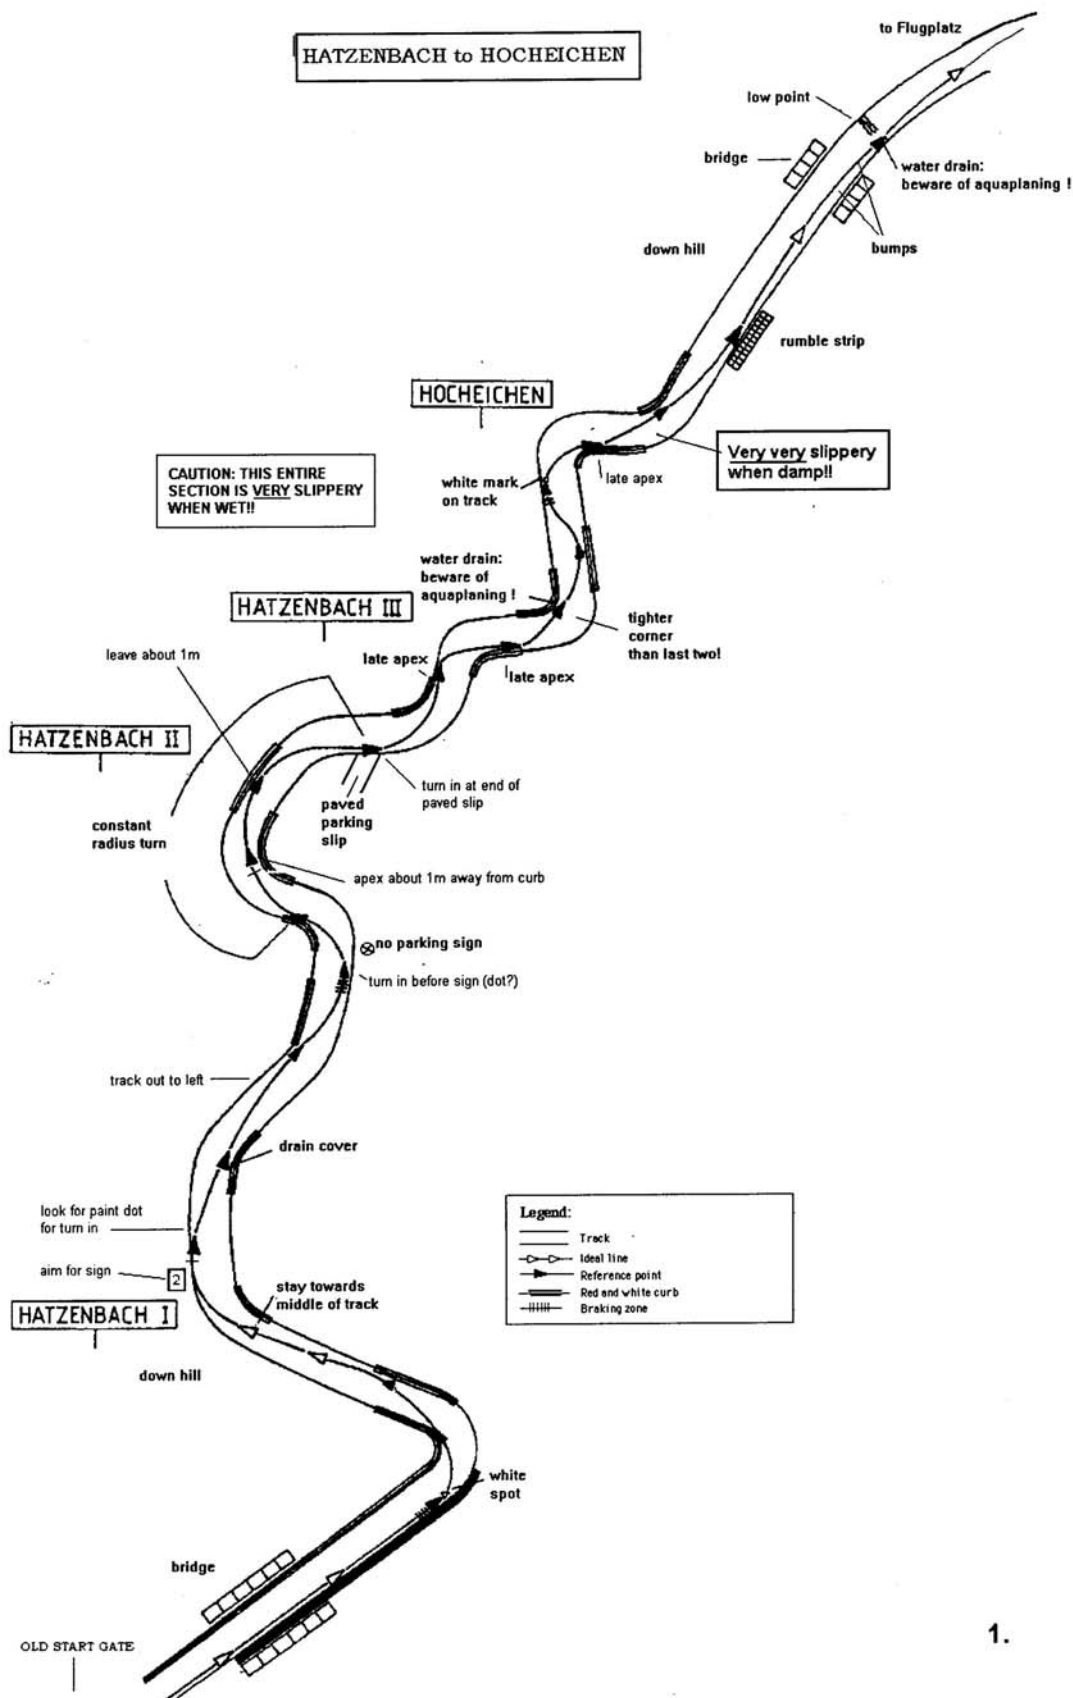 HATZENBACH to HOCHEICHEN
to Flugplatz
low point
bridge
water drain:
beware of aquaplaning !
bumps
down hill
rumble strip
HOCHEICHEN
Very very slippery
when damp!!
CAUTION: THIS ENTIRE
SECTION IS VERY SLIPPERY
WHEN WET!!
white mark
on track
late apex
water drain:
beware of
aquaplaning !
HATZENBACH III
tighter
corner
than last two!
leave about 1m
late apex
late apex
HATZENBACH II
turn in at end of
paved slip
paved
parking
slip
constant
radius turn
apex about 1m away from curb
no parking sign
turn in before sign (dot?)
track out to left
drain cover
look for paint dot
for turn in
aim for sign
2
stay towards
middle of track
HATZENBACH I
Legend:
Track
Ideal line
Reference point
Red and white curb
Braking zone
down hill
white
spot
bridge
OLD START GATE
1.